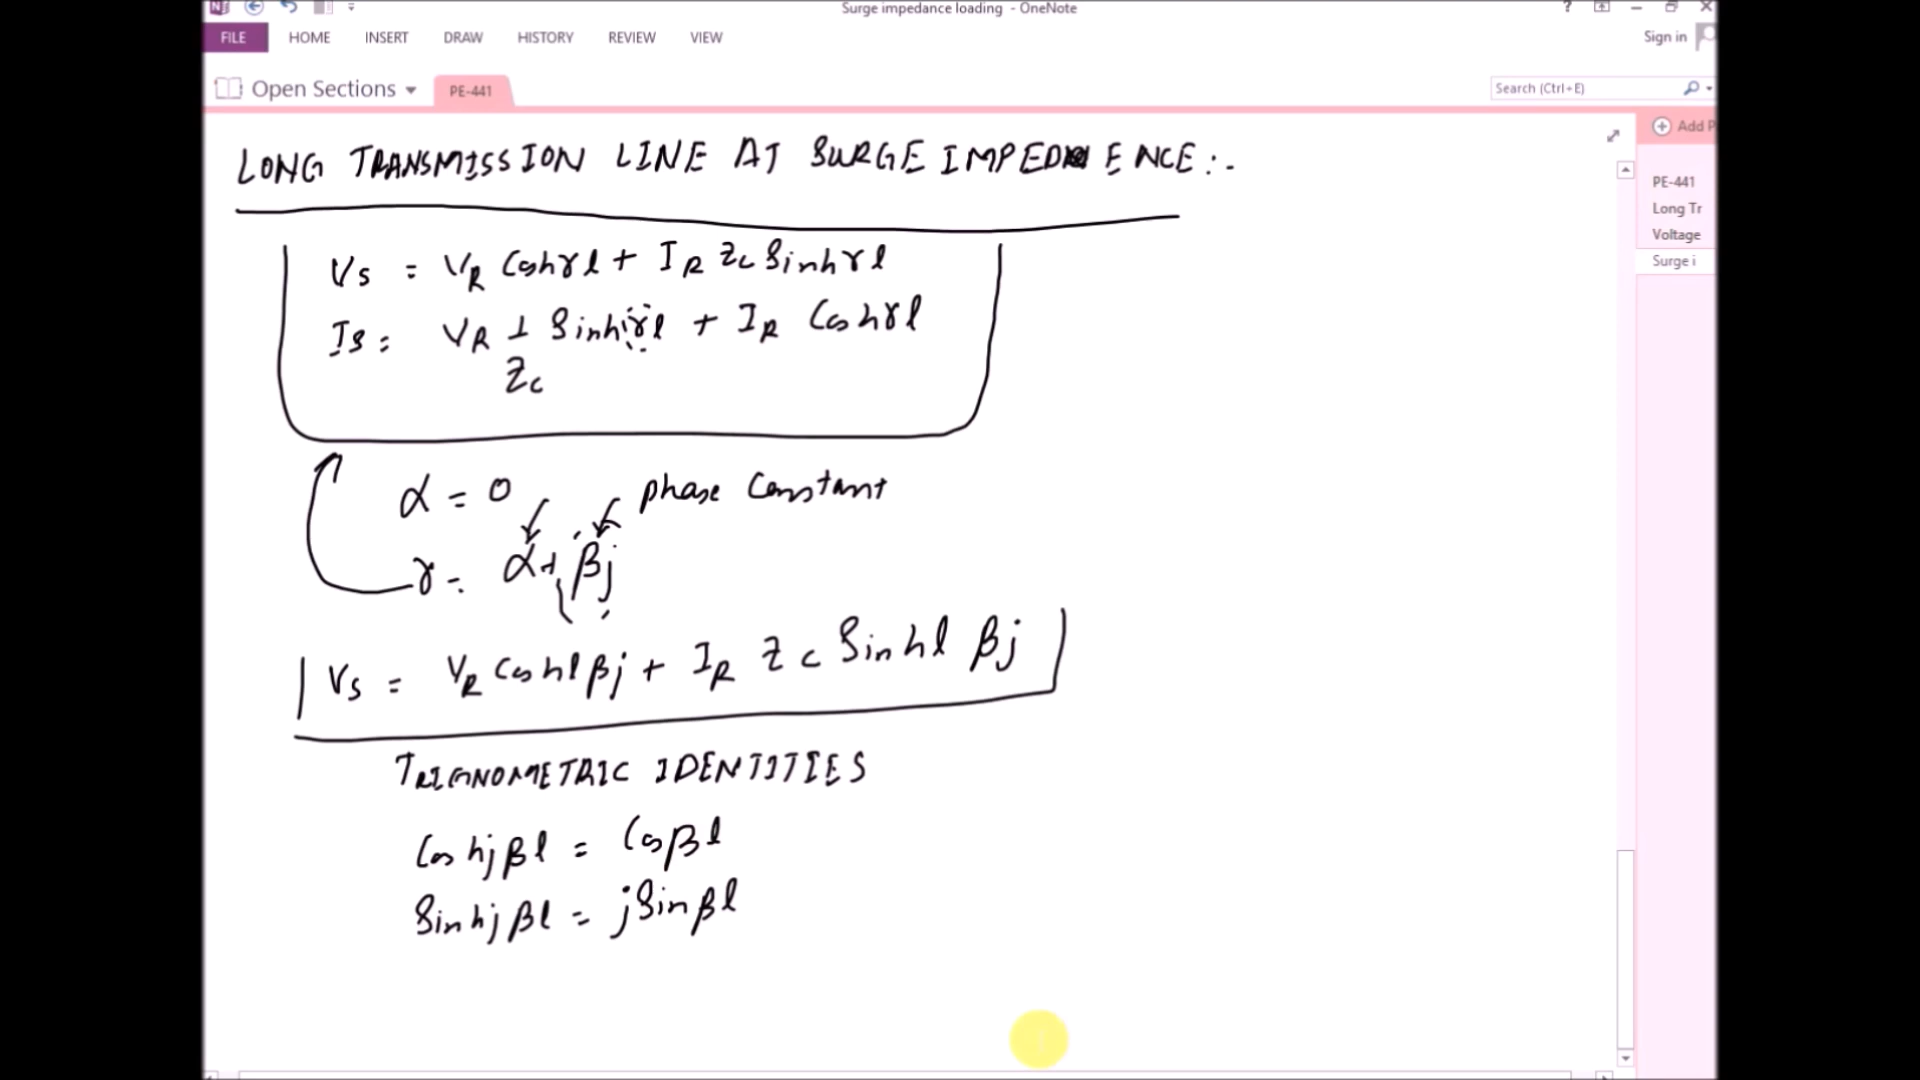 Surge impedance loading - OneNote
?
FILE HOME INSERT DRAW HISTORY REVIEW VIEW
Sign in
Open Sections
PE-441
Search (Ctrl+E)
Add P
PE-441
Long Tr
Voltage
Surge i
LONG TRANSMISSION LINE AT SURGE IMPEDENCE:-
Vs = VR Coshγl + IR Zc Sinhγl
Is = VR 1/Zc Sinhγl + IR Coshγl
α = 0
phase Constant
γ = α + βj
Vs = VR Coshlβj + IR Zc Sinhl βj
TRIGNOMETRIC IDENTITIES
Coshjβl = Cosβl
Sinhjβl = jSinβl